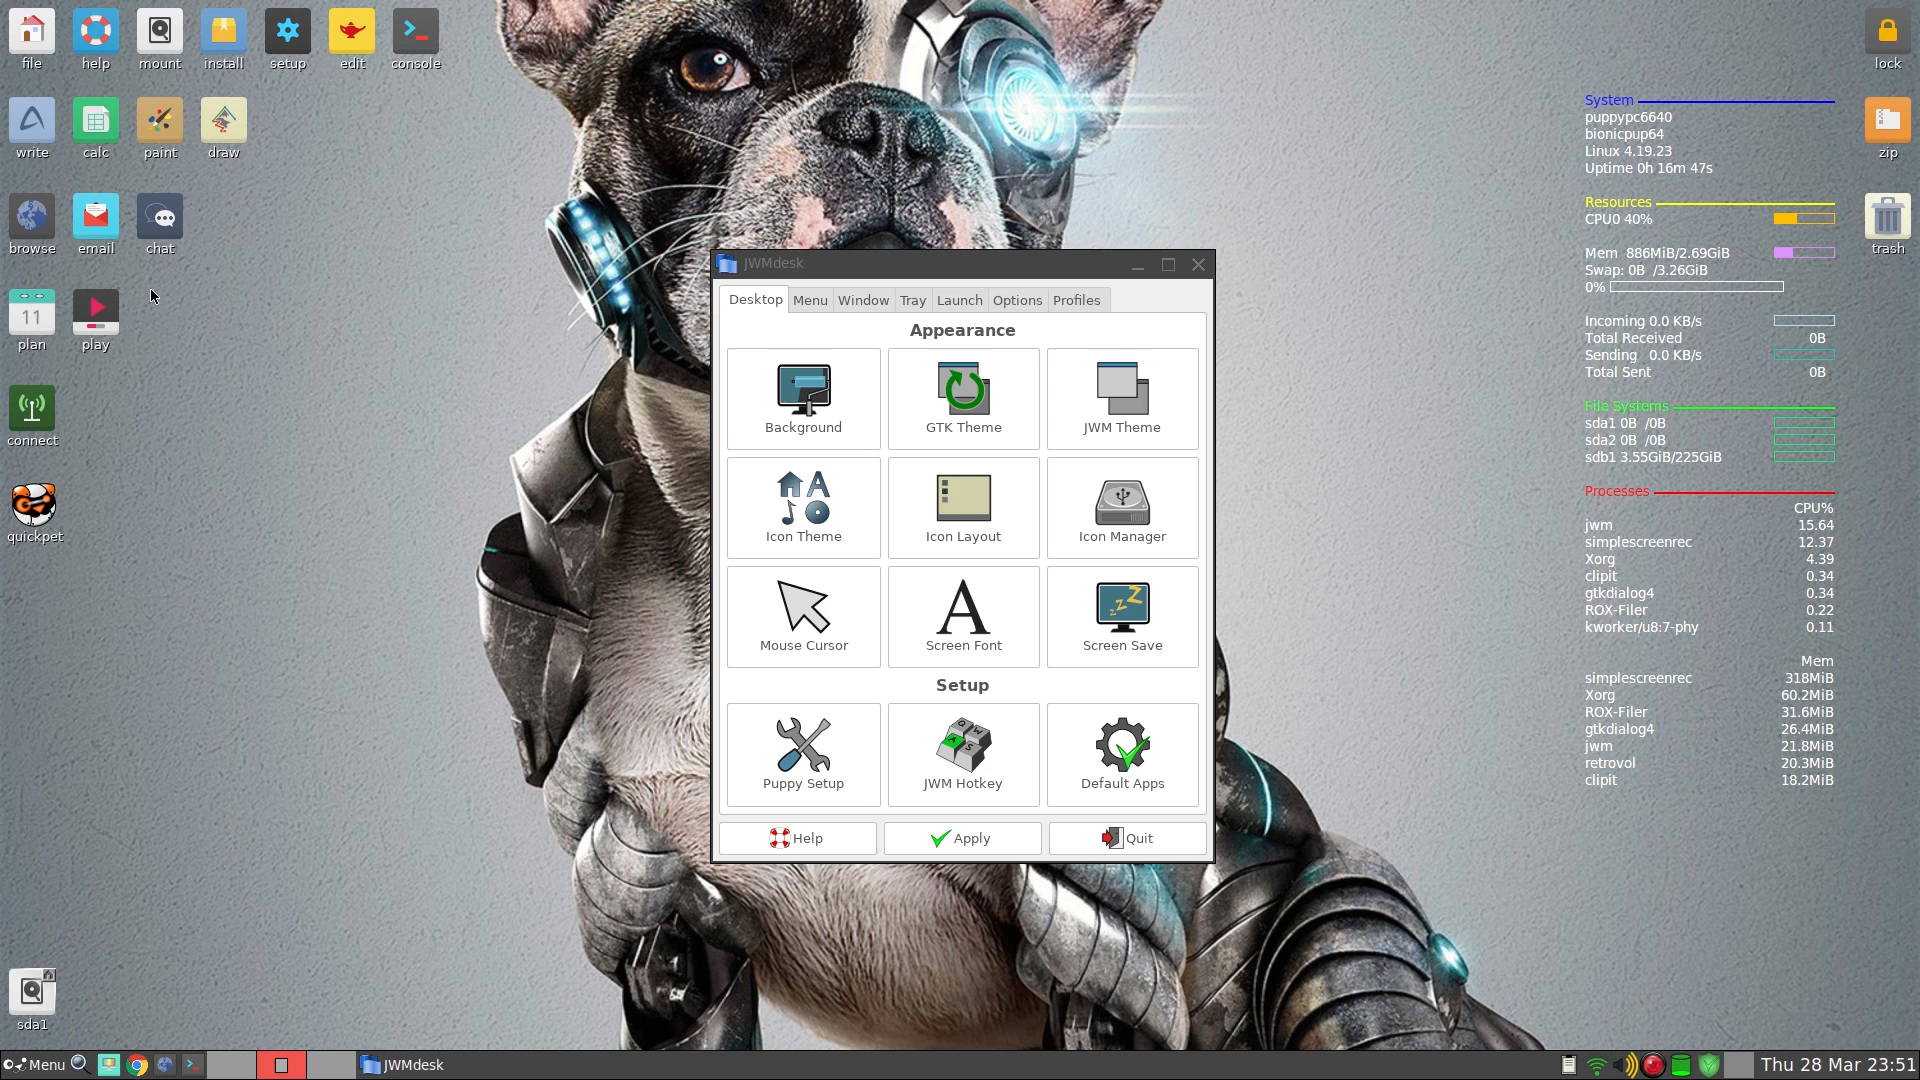 file help mount install setup edit console
write calc paint draw
browse email chat
11
plan play
connect
quickpet
sda1
JWMdesk
Desktop Menu Window Tray Launch Options Profiles
Appearance
Background GTK Theme JWM Theme
A
Icon Theme Icon Layout Icon Manager
A zzZ
Mouse Cursor Screen Font Screen Save
Setup
Q W A S
Puppy Setup JWM Hotkey Default Apps
Help Apply Quit
System
puppypc6640
bionicpup64
Linux 4.19.23
Uptime 0h 16m 47s
Resources
CPU0 40%
Mem 886MiB/2.69GiB
Swap: 0B /3.26GiB
0%
Incoming 0.0 KB/s
Total Received 0B
Sending 0.0 KB/s
Total Sent 0B
File Systems
sda1 0B /0B
sda2 0B /0B
sdb1 3.55GiB/225GiB
Processes
CPU%
jwm 15.64
simplescreenrec 12.37
Xorg 4.39
clipit 0.34
gtkdialog4 0.34
ROX-Filer 0.22
kworker/u8:7-phy 0.11
Mem
simplescreenrec 318MiB
Xorg 60.2MiB
ROX-Filer 31.6MiB
gtkdialog4 26.4MiB
jwm 21.8MiB
retrovol 20.3MiB
clipit 18.2MiB
lock
zip
trash
Menu JWMdesk Thu 28 Mar 23:51